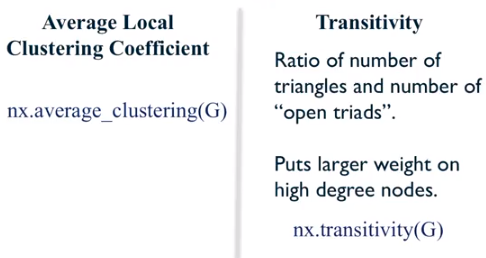 Average Local
Clustering Coefficient
nx.average_clustering(G)
Transitivity
Ratio of number of
triangles and number of
“open triads”.
Puts larger weight on
high degree nodes.
nx.transitivity(G)